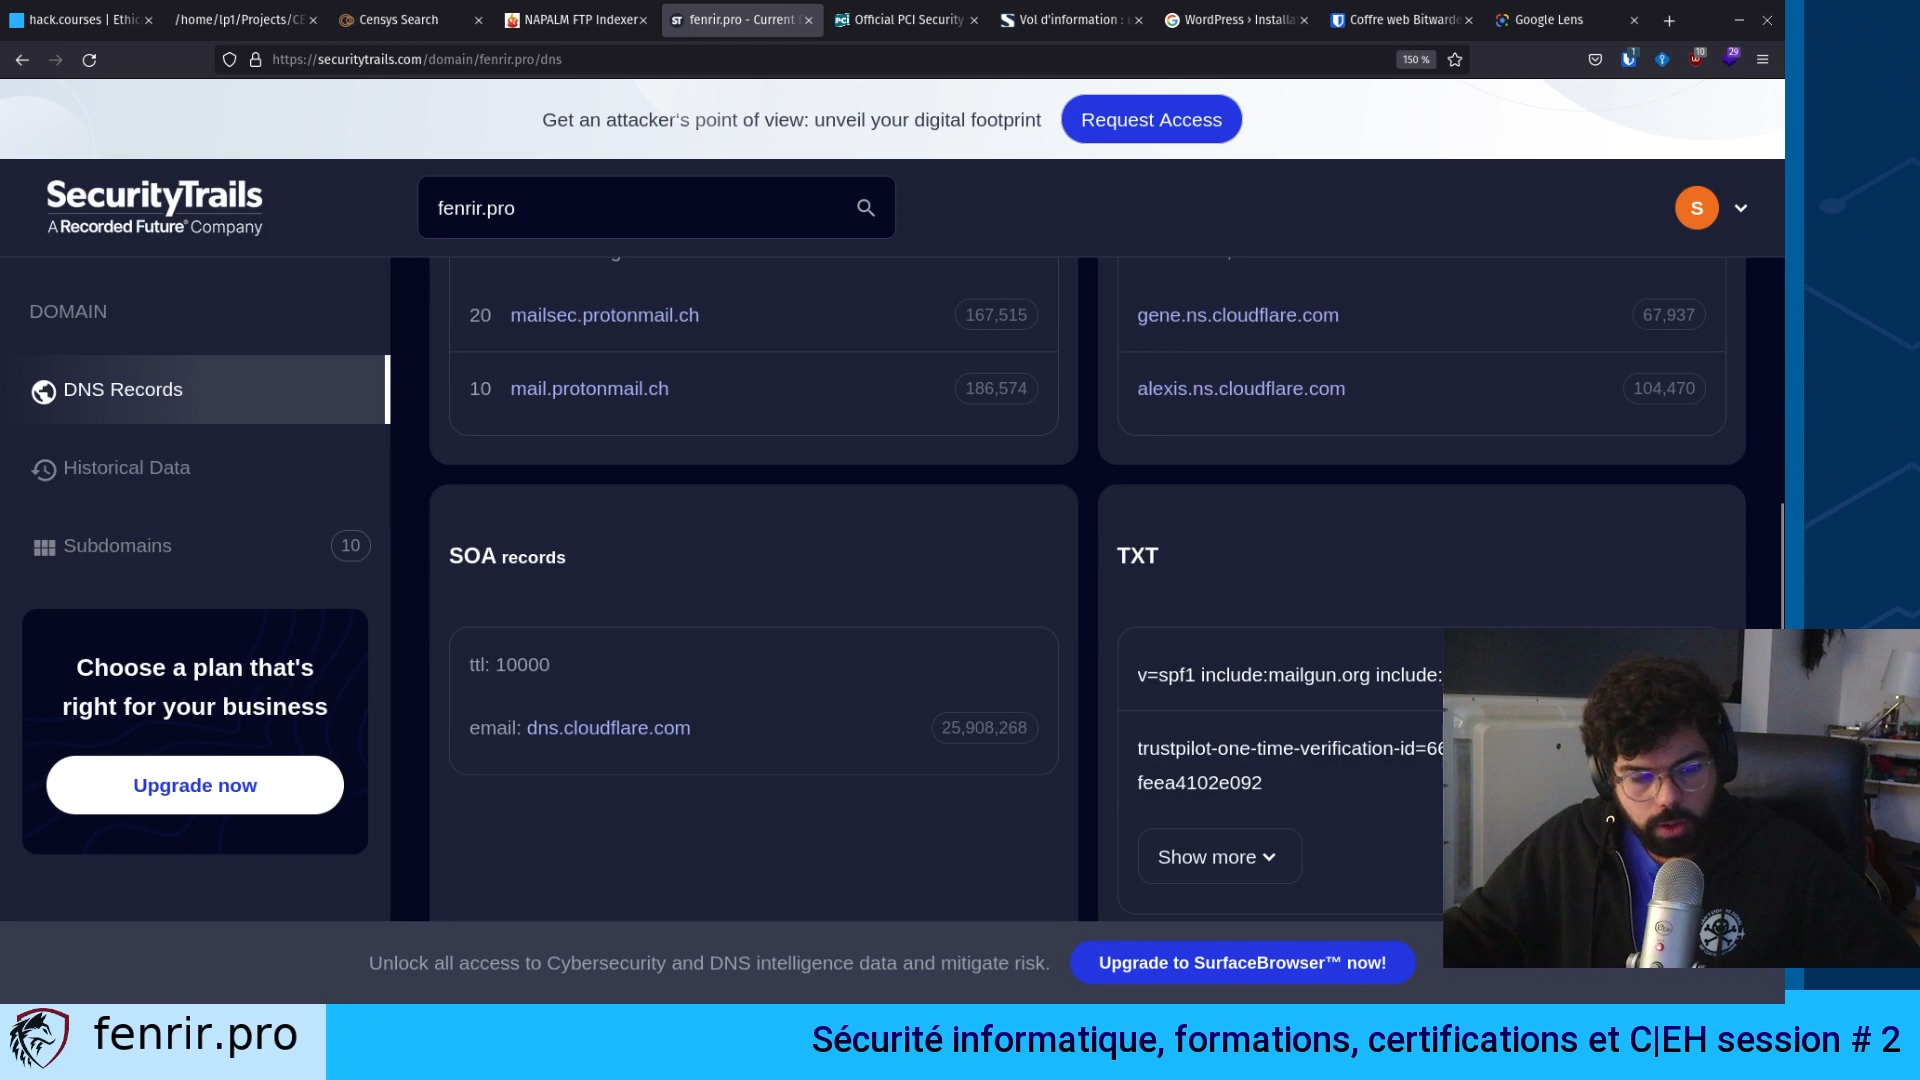 hack.courses | Ethic
/home/lp1/Projects/CE
Censys Search
NAPALM FTP Indexer
fenrir.pro - Current
Official PCI Security
Vol d'information : 
WordPress › Installa
Coffre web Bitwarde
Google Lens
https://securitytrails.com/domain/fenrir.pro/dns
150 %
1
10
29
Get an attacker's point of view: unveil your digital footprint
Request Access
SecurityTrails
A Recorded Future® Company
fenrir.pro
S
DOMAIN
DNS Records
Historical Data
Subdomains
10
Choose a plan that's
right for your business
Upgrade now
20 mailsec.protonmail.ch 167,515
10 mail.protonmail.ch 186,574
gene.ns.cloudflare.com 67,937
alexis.ns.cloudflare.com 104,470
SOA records
ttl: 10000
email: dns.cloudflare.com 25,908,268
TXT
v=spf1 include:mailgun.org include:
trustpilot-one-time-verification-id=66
feea4102e092
Show more
Unlock all access to Cybersecurity and DNS intelligence data and mitigate risk.
Upgrade to SurfaceBrowser™ now!
fenrir.pro
Sécurité informatique, formations, certifications et C|EH session # 2